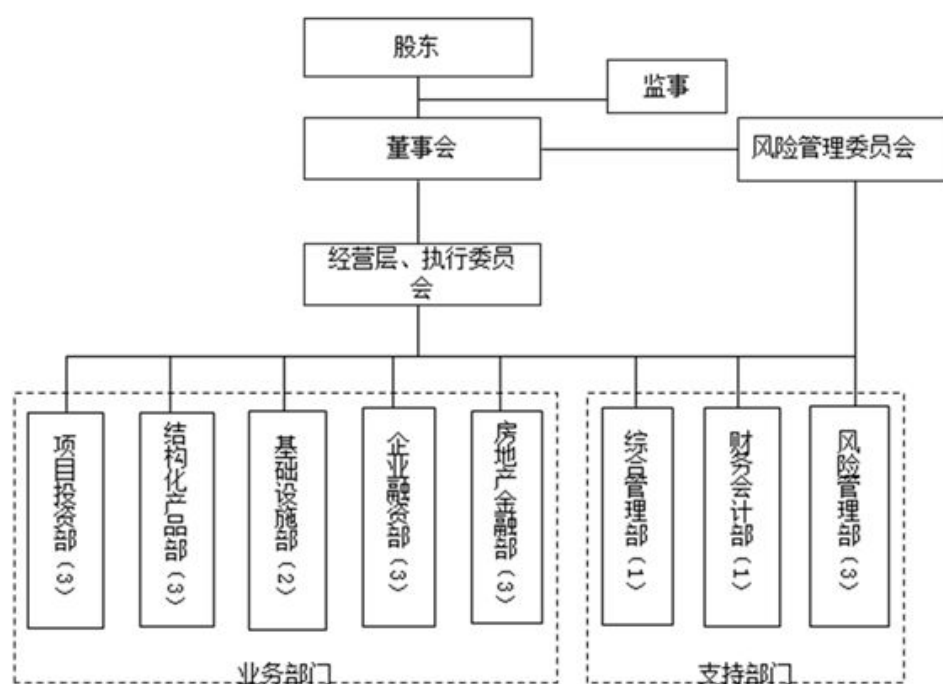 股东
监事
董事会
风险管理委员会
经营层、执行委员
会
项目投资部（3）
结构化产品部（3）
基础设施部（2）
企业融资部（3）
房地产金融部（3）
综合管理部（1）
财务会计部（1）
风险管理部（3）
业务部门
支持部门